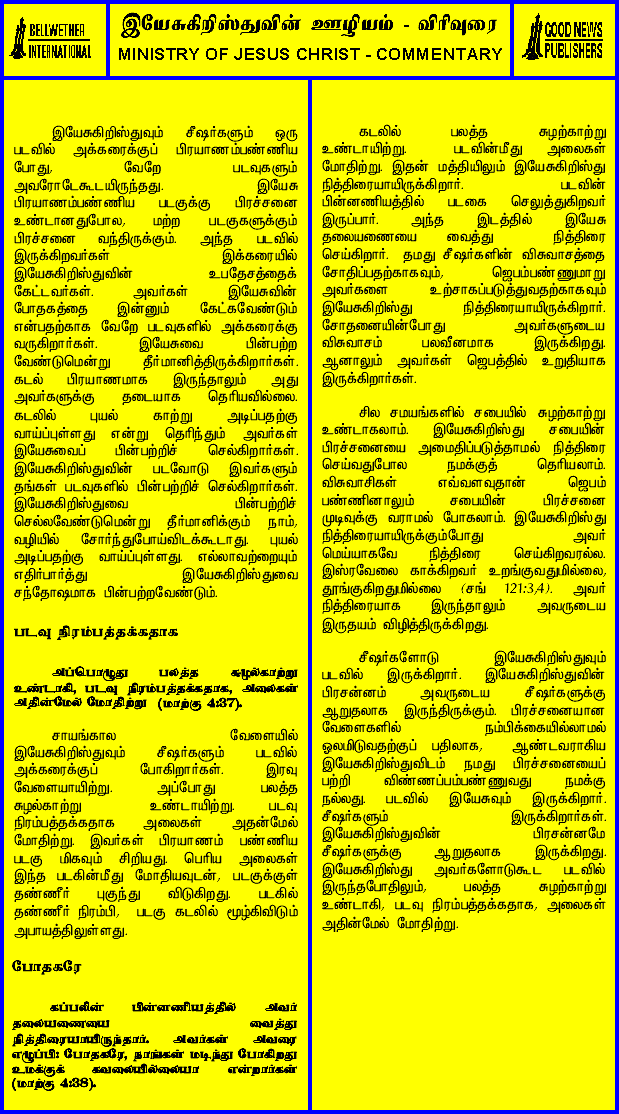 BELLWETHER
INTERNATIONAL
இயேசுகிறிஸ்துவின் ஊழியம் - விரிவுரை
MINISTRY OF JESUS CHRIST - COMMENTARY
GOOD NEWS
PUBLISHERS
இயேசுகிறிஸ்துவும் சீஷர்களும் ஒரு
படவில் அக்கரைக்குப் பிரயாணம்பண்ணிய
போது, வேறே படவுகளும்
அவரோடேகூடயிருந்தது. இயேசு
பிரயாணம்பண்ணிய படகுக்கு பிரச்சனை
உண்டானதுபோல, மற்ற படகுகளுக்கும்
பிரச்சனை வந்திருக்கும். அந்த படவில்
இருக்கிறவர்கள் இக்கரையில்
இயேசுகிறிஸ்துவின் உபதேசத்தைக்
கேட்டவர்கள். அவர்கள் இயேசுவின்
போதகத்தை இன்னும் கேட்கவேண்டும்
என்பதற்காக வேறே படவுகளில் அக்கரைக்கு
வருகிறார்கள். இயேசுவை பின்பற்ற
வேண்டுமென்று தீர்மானித்திருக்கிறார்கள்.
கடல் பிரயாணமாக இருந்தாலும் அது
அவர்களுக்கு தடையாக தெரியவில்லை.
கடலில் புயல் காற்று அடிப்பதற்கு
வாய்ப்புள்ளது என்று தெரிந்தும் அவர்கள்
இயேசுவைப் பின்பற்றிச் செல்கிறார்கள்.
இயேசுகிறிஸ்துவின் படவோடு இவர்களும்
தங்கள் படவுகளில் பின்பற்றிச் செல்கிறார்கள்.
இயேசுகிறிஸ்துவை பின்பற்றிச்
செல்லவேண்டுமென்று தீர்மானிக்கும் நாம்,
வழியில் சோர்ந்துபோய்விடக்கூடாது. புயல்
அடிப்பதற்கு வாய்ப்புள்ளது. எல்லாவற்றையும்
எதிர்பார்த்து இயேசுகிறிஸ்துவை
சந்தோஷமாக பின்பற்றவேண்டும்.
படவு நிரம்பத்தக்கதாக
அப்பொழுது பலத்த சுழல்காற்று
உண்டாகி, படவு நிரம்பத்தக்கதாக, அலைகள்
அதின்மேல் மோதிற்று (மாற்கு 4:37).
சாயங்கால வேளையில்
இயேசுகிறிஸ்துவும் சீஷர்களும் படவில்
அக்கரைக்குப் போகிறார்கள். இரவு
வேளையாயிற்று. அப்போது பலத்த
சுழல்காற்று உண்டாயிற்று. படவு
நிரம்பத்தக்கதாக அலைகள் அதன்மேல்
மோதிற்று. இவர்கள் பிரயாணம் பண்ணிய
படகு மிகவும் சிறியது. பெரிய அலைகள்
இந்த படகின்மீது மோதியவுடன், படகுக்குள்
தண்ணீர் புகுந்து விடுகிறது. படகில்
தண்ணீர் நிரம்பி, படகு கடலில் மூழ்கிவிடும்
அபாயத்திலுள்ளது.
போதகரே
கப்பலின் பின்னணியத்தில் அவர்
தலையணையை வைத்து
நித்திரையாயிருந்தார். அவர்கள் அவரை
எழுப்பி: போதகரே, நாங்கள் மடிந்து போகிறது
உமக்குக் கவலையில்லையா என்றார்கள்
(மாற்கு 4:38).
கடலில் பலத்த சுழற்காற்று
உண்டாயிற்று. படவின்மீது அலைகள்
மோதிற்று. இதன் மத்தியிலும் இயேசுகிறிஸ்து
நித்திரையாயிருக்கிறார். படவின்
பின்னணியத்தில் படகை செலுத்துகிறவர்
இருப்பார். அந்த இடத்தில் இயேசு
தலையணையை வைத்து நித்திரை
செய்கிறார். தமது சீஷர்களின் விசுவாசத்தை
சோதிப்பதற்காகவும், ஜெபம்பண்ணுமாறு
அவர்களை உற்சாகப்படுத்துவதற்காகவும்
இயேசுகிறிஸ்து நித்திரையாயிருக்கிறார்.
சோதனையின்போது அவர்களுடைய
விசுவாசம் பலவீனமாக இருக்கிறது.
ஆனாலும் அவர்கள் ஜெபத்தில் உறுதியாக
இருக்கிறார்கள்.
சில சமயங்களில் சபையில் சுழற்காற்று
உண்டாகலாம். இயேசுகிறிஸ்து சபையின்
பிரச்சனையை அமைதிப்படுத்தாமல் நித்திரை
செய்வதுபோல நமக்குத் தெரியலாம்.
விசுவாசிகள் எவ்வளவுதான் ஜெபம்
பண்ணினாலும் சபையின் பிரச்சனை
முடிவுக்கு வராமல் போகலாம். இயேசுகிறிஸ்து
நித்திரையாயிருக்கும்போது அவர்
மெய்யாகவே நித்திரை செய்கிறவரல்ல.
இஸ்ரவேலை காக்கிறவர் உறங்குவதுமில்லை,
தூங்குகிறதுமில்லை (சங் 121:3,4). அவர்
நித்திரையாக இருந்தாலும் அவருடைய
இருதயம் விழித்திருக்கிறது.
சீஷர்களோடு இயேசுகிறிஸ்துவும்
படவில் இருக்கிறார். இயேசுகிறிஸ்துவின்
பிரசன்னம் அவருடைய சீஷர்களுக்கு
ஆறுதலாக இருந்திருக்கும். பிரச்சனையான
வேளைகளில் நம்பிக்கையில்லாமல்
ஓலமிடுவதற்குப் பதிலாக, ஆண்டவராகிய
இயேசுகிறிஸ்துவிடம் நமது பிரச்சனையைப்
பற்றி விண்ணப்பம்பண்ணுவது நமக்கு
நல்லது. படவில் இயேசுவும் இருக்கிறார்.
சீஷர்களும் இருக்கிறார்கள்.
இயேசுகிறிஸ்துவின் பிரசன்னமே
சீஷர்களுக்கு ஆறுதலாக இருக்கிறது.
இயேசுகிறிஸ்து அவர்களோடுகூட படவில்
இருந்தபோதிலும், பலத்த சுழற்காற்று
உண்டாகி, படவு நிரம்பத்தக்கதாக, அலைகள்
அதின்மேல் மோதிற்று.